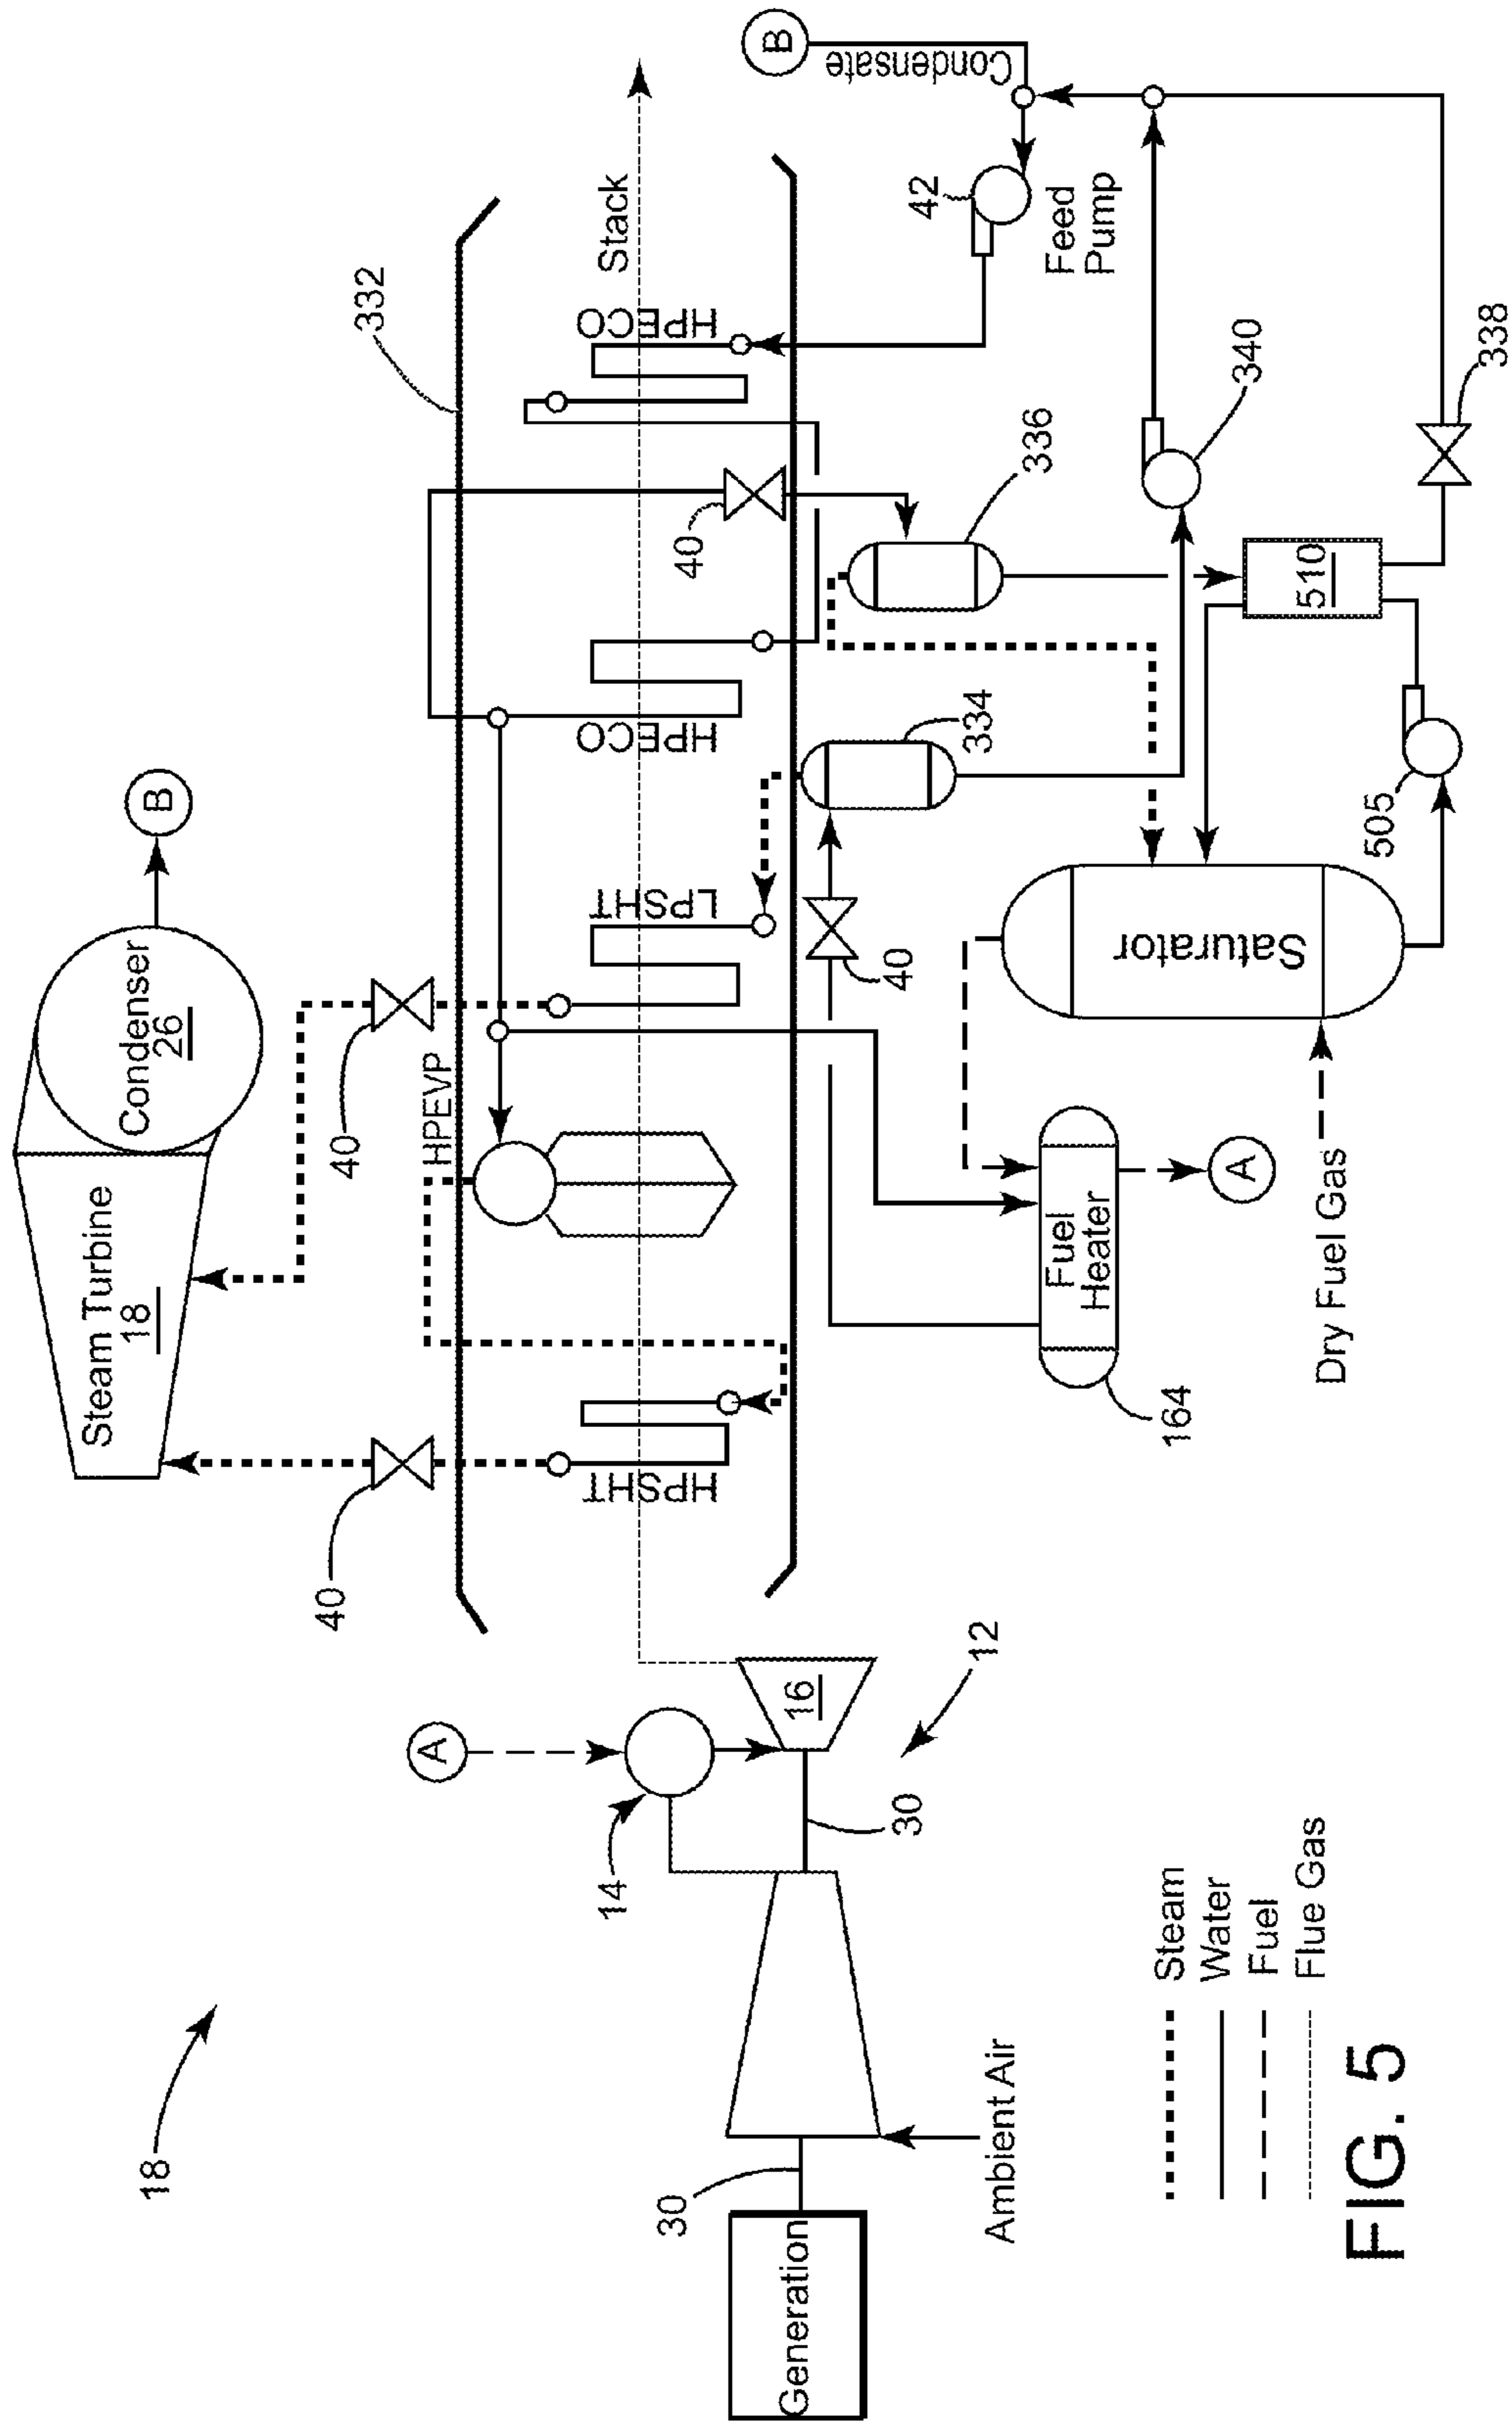 18
Steam Turbine
18
Condenser
26
B
40
40
332
HPEVP
Stack
HPSHT
LPSHT
HPECO
HPECO
40
B
Condensate
42
Feed
Pump
336
334
340
40
338
510
505
Saturator
Fuel
Heater
164
A
Dry Fuel Gas
A
14
16
12
30
30
Generation
Ambient Air
Steam
Water
Fuel
Flue Gas
FIG. 5